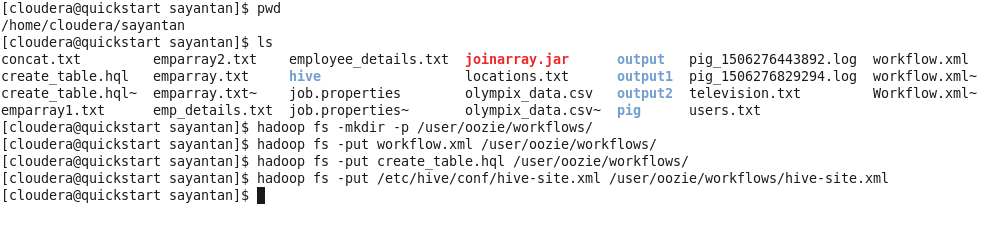 [cloudera@quickstart sayantan]$ pwd
/home/cloudera/sayantan
[cloudera@quickstart sayantan]$ ls
concat.txt         emparray2.txt    employee_details.txt  joinarray.jar      output   pig_1506276443892.log  workflow.xml
create_table.hql   emparray.txt     hive                  locations.txt      output1  pig_1506276829294.log  workflow.xml~
create_table.hql~  emparray.txt~    job.properties        olympix_data.csv   output2  television.txt         Workflow.xml~
emparray1.txt      emp_details.txt  job.properties~       olympix_data.csv~  pig      users.txt
[cloudera@quickstart sayantan]$ hadoop fs -mkdir -p /user/oozie/workflows/
[cloudera@quickstart sayantan]$ hadoop fs -put workflow.xml /user/oozie/workflows/
[cloudera@quickstart sayantan]$ hadoop fs -put create_table.hql /user/oozie/workflows/
[cloudera@quickstart sayantan]$ hadoop fs -put /etc/hive/conf/hive-site.xml /user/oozie/workflows/hive-site.xml
[cloudera@quickstart sayantan]$